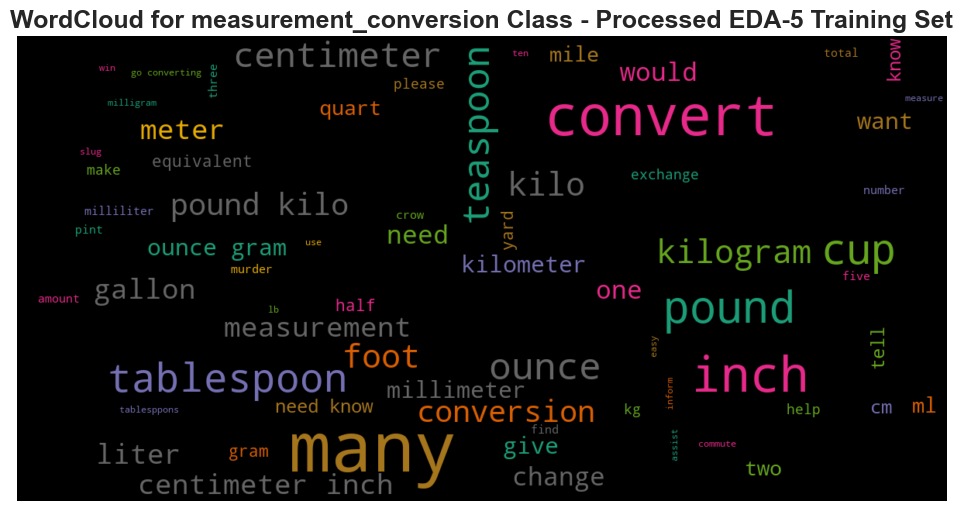 WordCloud for measurement_conversion Class - Processed EDA-5 Training Set
centimeter
ten
mile
total
know
win
go converting
three
please
would
teaspoon
convert
milligram
quart
measure
meter
want
slug
equivalent
make
exchange
kilo
number
milliliter
pound kilo
crow
yard
pint
need
ounce gram
use
kilogram
cup
murder
kilometer
five
amount
gallon
lb
half
one
pound
measurement
easy
tell
foot
ounce
inch
tablespoon
millimeter
inform
tablesppons
need know
conversion
kg
help
cm
ml
many
find
give
assist
commute
liter
gram
change
two
centimeter inch